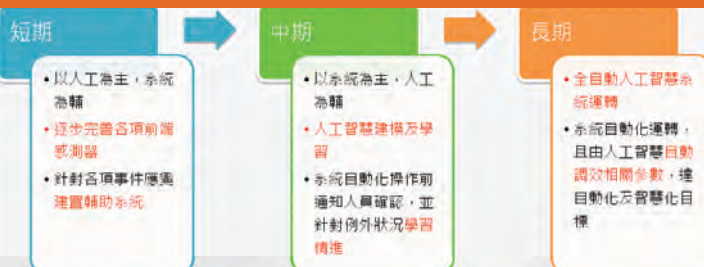 短期
• 以人工為主，系統
為輔
• 逐步完善各項前端
感測器
• 針對各項事件應變
建置輔助系統
中期
• 以系統為主，人工
為輔
• 人工智慧建模及學
習
• 系統自動化操作前
通知人員確認，並
針對例外狀況學習
精進
長期
• 全自動人工智慧系
統運轉
• 系統自動化運轉，
且由人工智慧自動
調效相關參數，達
自動化及智慧化目
標